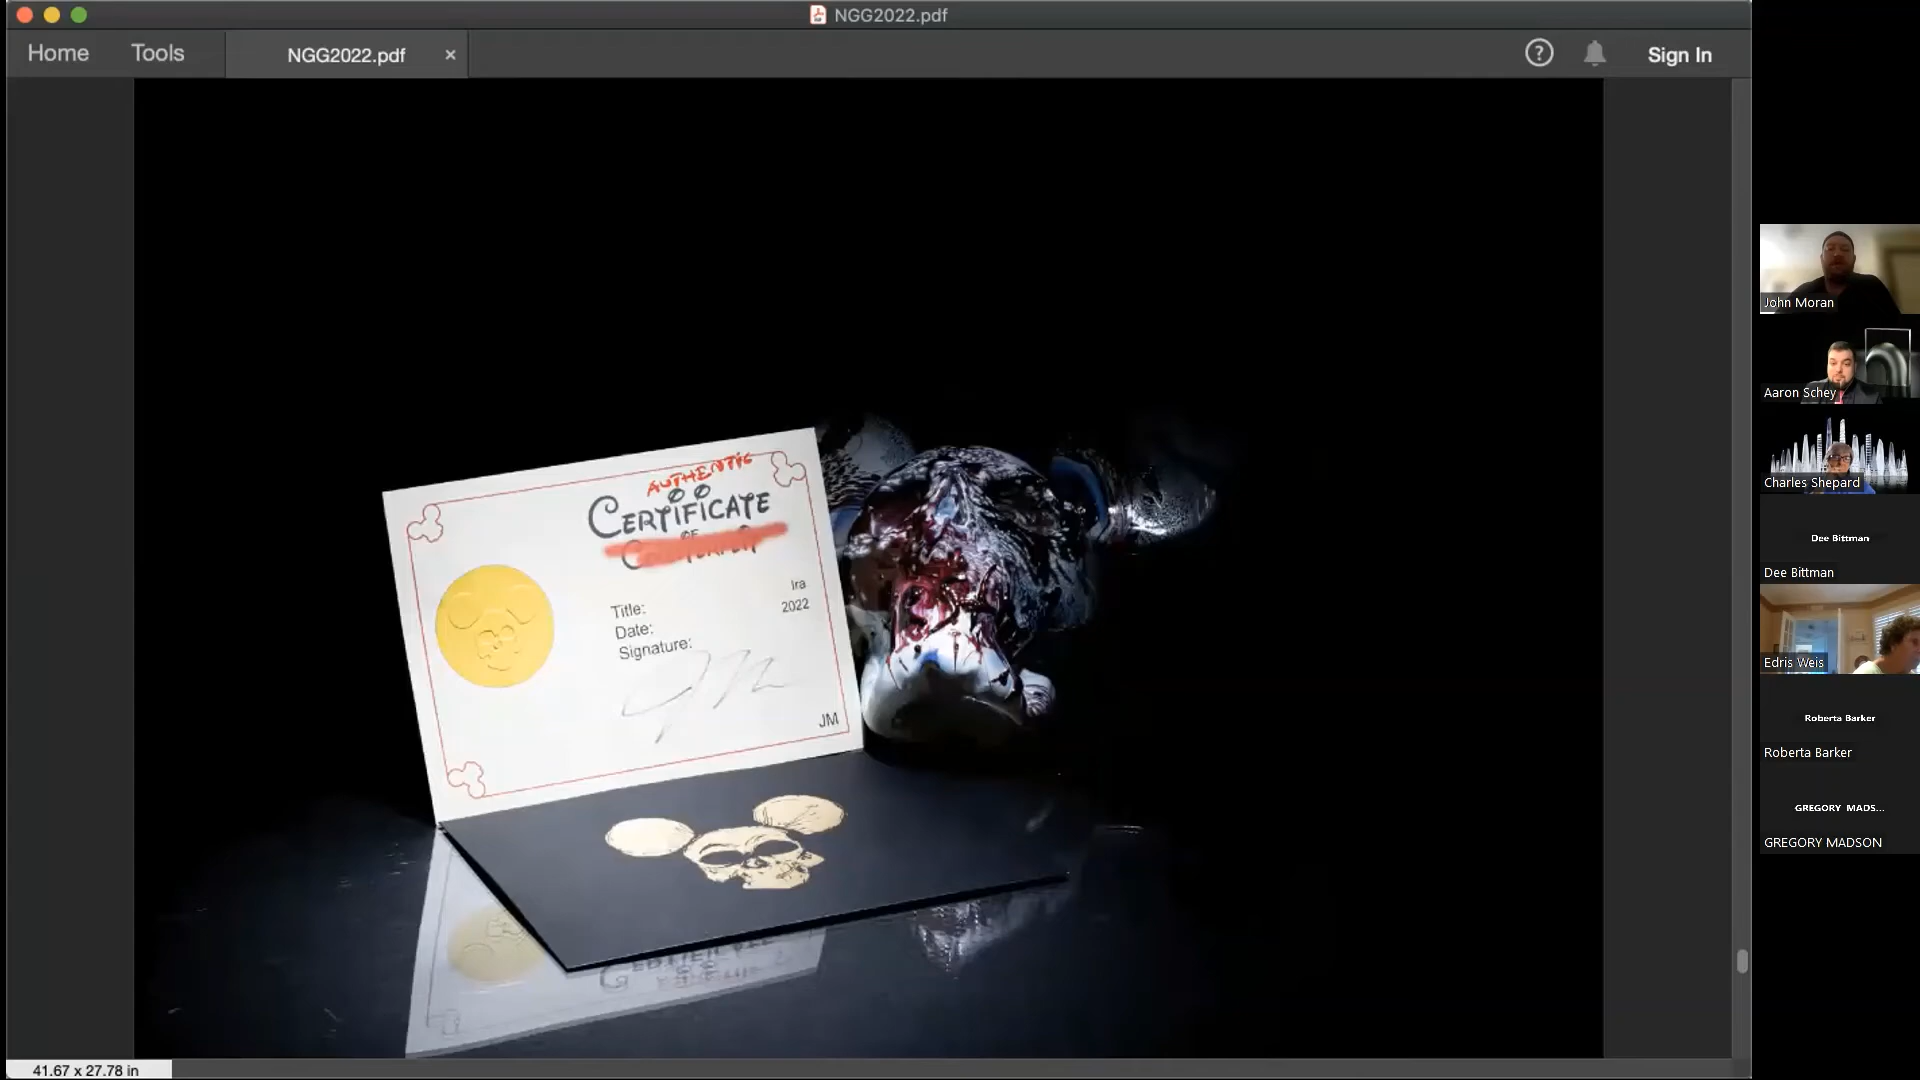 NGG2022.pdf
Home
Tools
NGG2022.pdf
Sign In
AUTHENTIC
CERTIFICATE
OF
Title:
Ira
Date:
2022
Signature:
JM
41.67 x 27.78 in
John Moran
Aaron Schey
Charles Shepard
Dee Bittman
Dee Bittman
Edris Weis
Roberta Barker
Roberta Barker
GREGORY MADS...
GREGORY MADSON